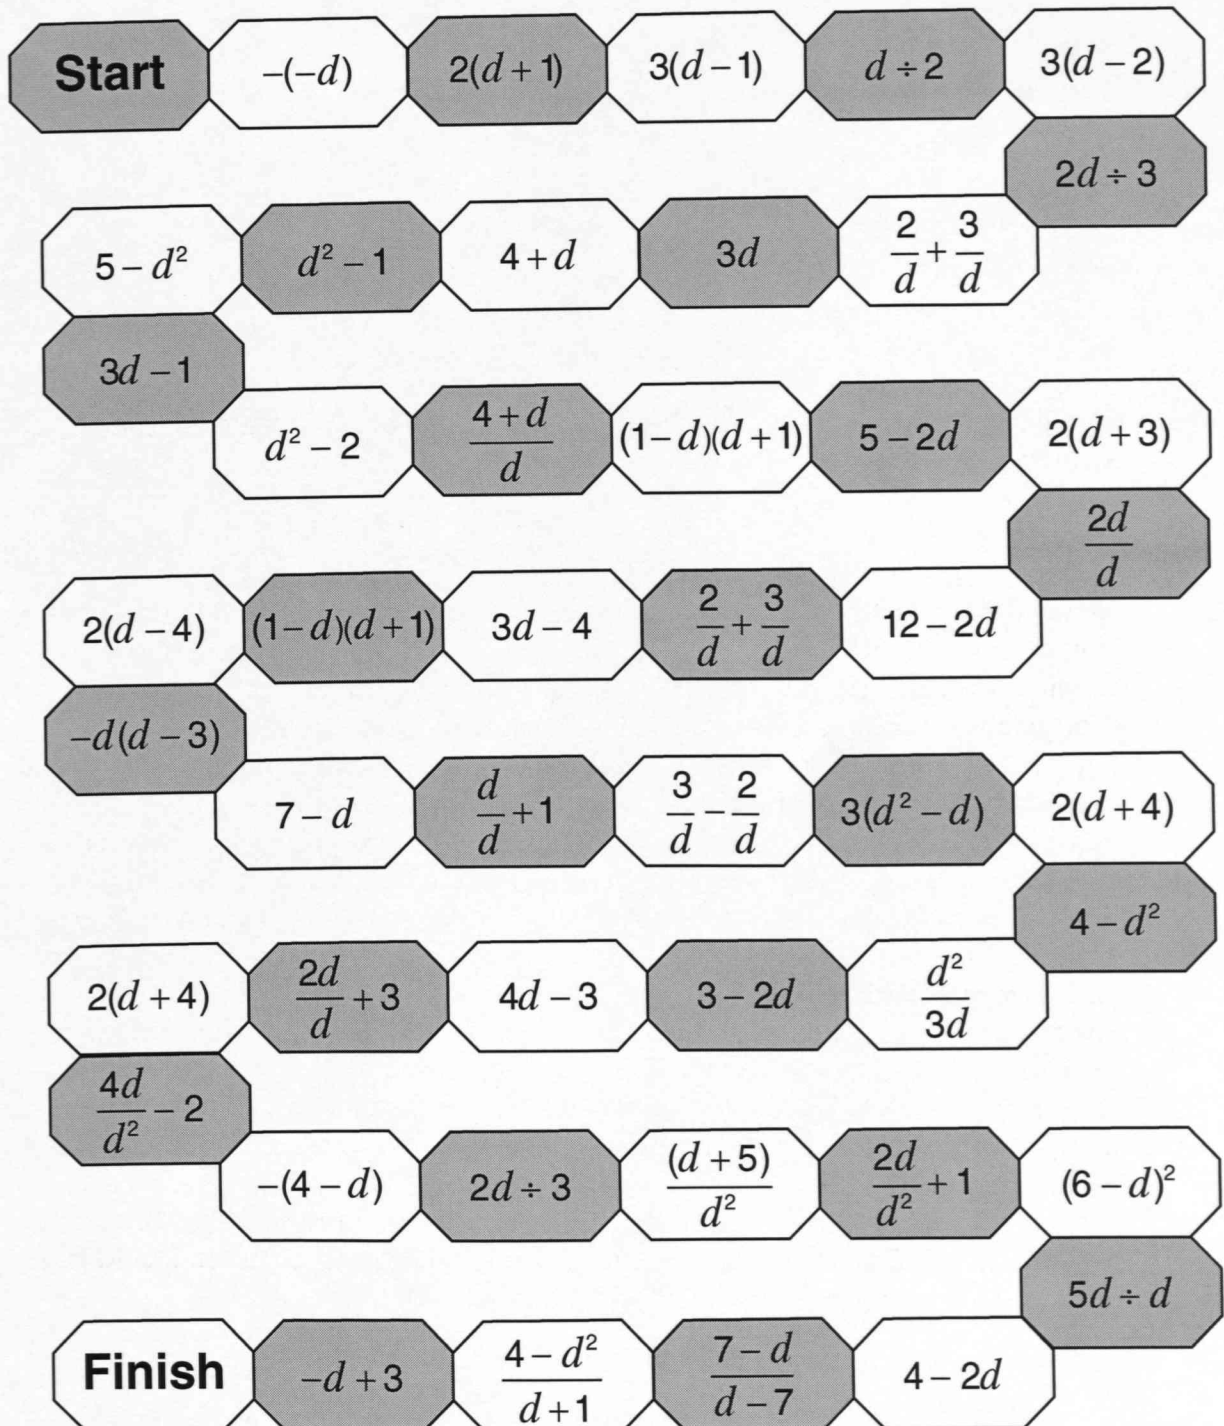 Start -(-d) 2(d + 1) 3(d - 1) d ÷ 2 3(d - 2)
2d ÷ 3
5 - d² d² - 1 4 + d 3d 2/d + 3/d
3d - 1
d² - 2 (4 + d)/d (1 - d)(d + 1) 5 - 2d 2(d + 3)
2d/d
2(d - 4) (1 - d)(d + 1) 3d - 4 2/d + 3/d 12 - 2d
-d(d - 3)
7 - d d/d + 1 3/d - 2/d 3(d² - d) 2(d + 4)
4 - d²
2(d + 4) 2d/d + 3 4d - 3 3 - 2d d²/3d
4d/d² - 2
-(4 - d) 2d ÷ 3 (d + 5)/d² 2d/d² + 1 (6 - d)²
5d ÷ d
Finish -d + 3 (4 - d²)/(d + 1) (7 - d)/(d - 7) 4 - 2d